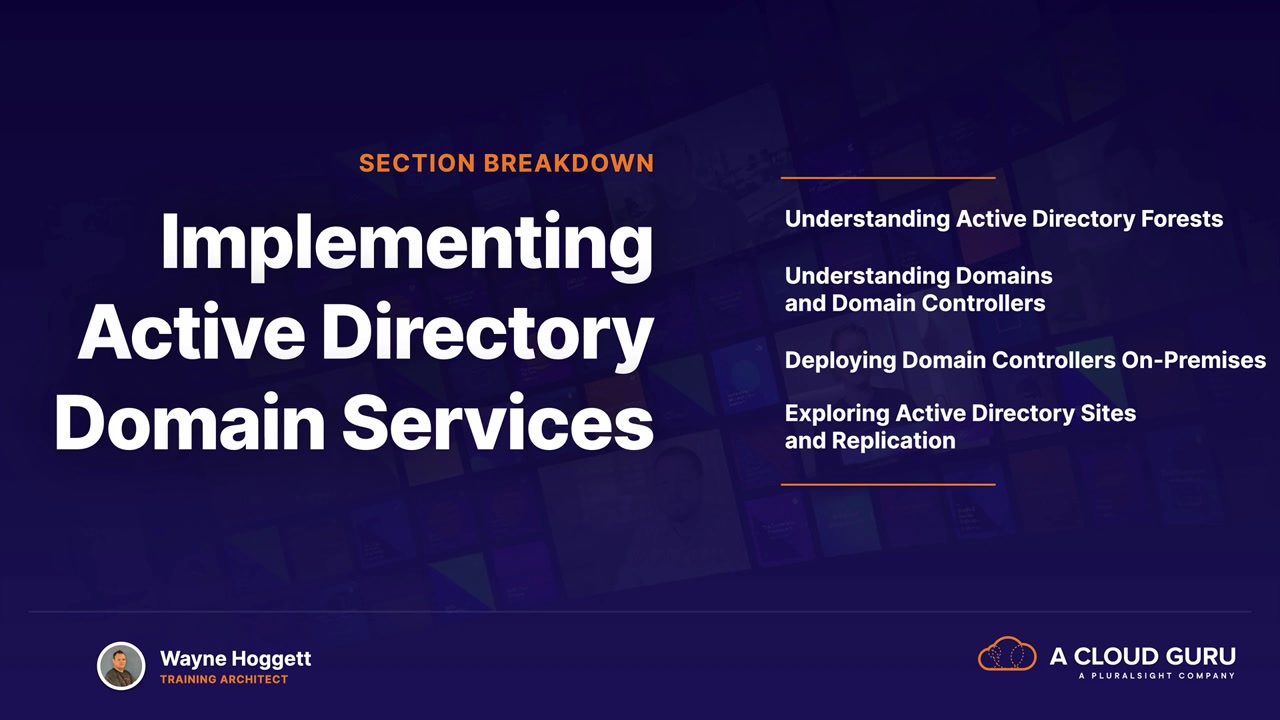 SECTION BREAKDOWN
Implementing
Active Directory
Domain Services
Understanding Active Directory Forests
Understanding Domains
and Domain Controllers
Deploying Domain Controllers On-Premises
Exploring Active Directory Sites
and Replication
Wayne Hoggett
TRAINING ARCHITECT
A CLOUD GURU
A PLURALSIGHT COMPANY